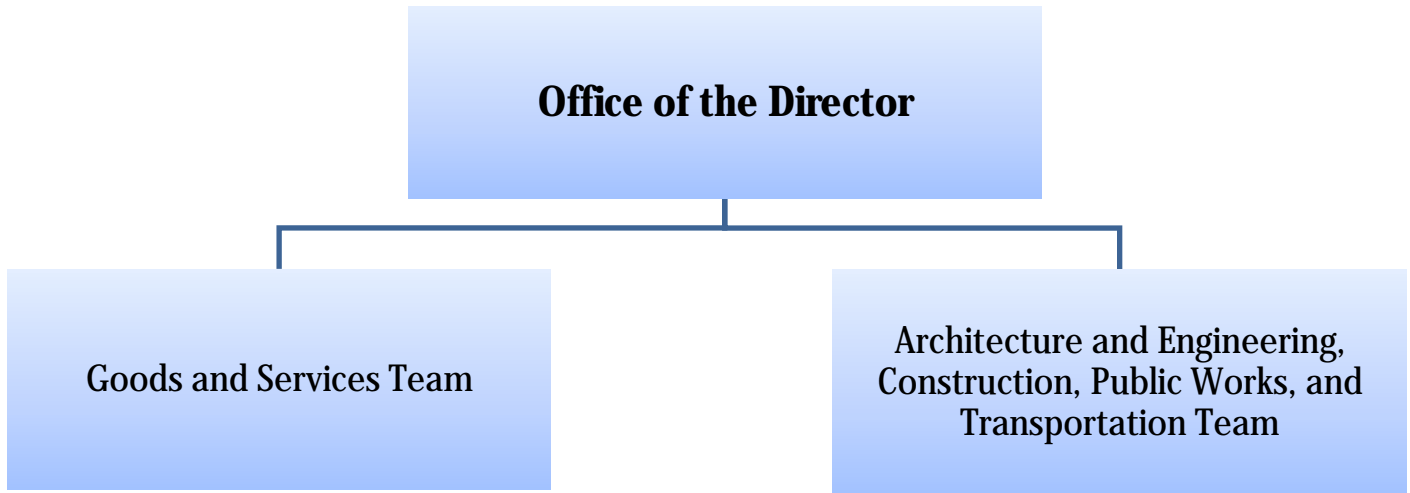 Office of the Director
Goods and Services Team
Architecture and Engineering,
Construction, Public Works, and
Transportation Team